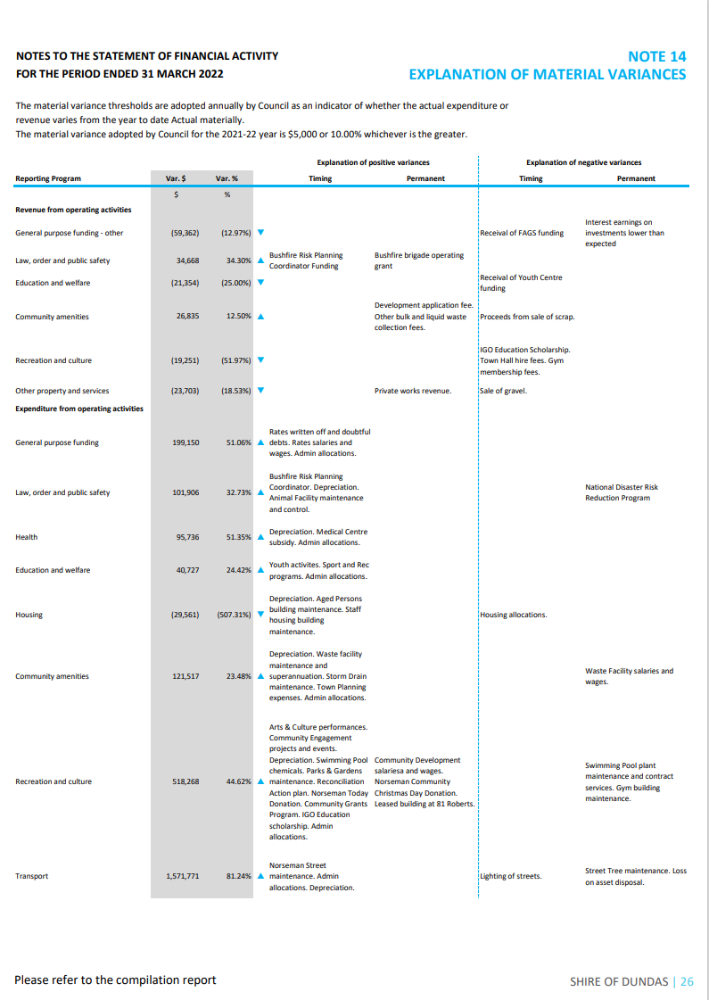 NOTES TO THE STATEMENT OF FINANCIAL ACTIVITY
FOR THE PERIOD ENDED 31 MARCH 2022
NOTE 14
EXPLANATION OF MATERIAL VARIANCES
The material variance thresholds are adopted annually by Council as an indicator of whether the actual expenditure or
revenue varies from the year to date Actual materially.
The material variance adopted by Council for the 2021-22 year is $5,000 or 10.00% whichever is the greater.
Explanation of positive variances Explanation of negative variances
Reporting Program Var. $ Var. % Timing Permanent Timing Permanent
$ %
Revenue from operating activities
General purpose funding - other (59,362) (12.97%) ▼
Receival of FAGS funding
Interest earnings on
investments lower than
expected
Law, order and public safety 34,668 34.30% ▲
Bushfire Risk Planning
Coordinator Funding
Bushfire brigade operating
grant
Education and welfare (21,354) (25.00%) ▼
Receival of Youth Centre
funding
Community amenities 26,835 12.50% ▲
Development application fee.
Other bulk and liquid waste
collection fees.
Proceeds from sale of scrap.
Recreation and culture (19,251) (51.97%) ▼
IGO Education Scholarship.
Town Hall hire fees. Gym
membership fees.
Other property and services (23,703) (18.53%) ▼ Private works revenue. Sale of gravel.
Expenditure from operating activities
General purpose funding 199,150 51.06% ▲
Rates written off and doubtful
debts. Rates salaries and
wages. Admin allocations.
Law, order and public safety 101,906 32.73% ▲
Bushfire Risk Planning
Coordinator. Depreciation.
Animal Facility maintenance
and control.
National Disaster Risk
Reduction Program
Health 95,736 51.35% ▲
Depreciation. Medical Centre
subsidy. Admin allocations.
Education and welfare 40,727 24.42% ▲
Youth activites. Sport and Rec
programs. Admin allocations.
Housing (29,561) (507.31%) ▼
Depreciation. Aged Persons
building maintenance. Staff
housing building
maintenance.
Housing allocations.
Community amenities 121,517 23.48% ▲
Depreciation. Waste facility
maintenance and
superannuation. Storm Drain
maintenance. Town Planning
expenses. Admin allocations.
Waste Facility salaries and
wages.
Recreation and culture 518,268 44.62% ▲
Arts & Culture performances.
Community Engagement
projects and events.
Depreciation. Swimming Pool
chemicals. Parks & Gardens
maintenance. Reconciliation
Action plan. Norseman Today
Donation. Community Grants
Program. IGO Education
scholarship. Admin
allocations.
Community Development
salariesa and wages.
Norseman Community
Christmas Day Donation.
Leased building at 81 Roberts.
Swimming Pool plant
maintenance and contract
services. Gym building
maintenance.
Transport 1,571,771 81.24% ▲
Norseman Street
maintenance. Admin
allocations. Depreciation.
Lighting of streets.
Street Tree maintenance. Loss
on asset disposal.
Please refer to the compilation report
SHIRE OF DUNDAS | 26